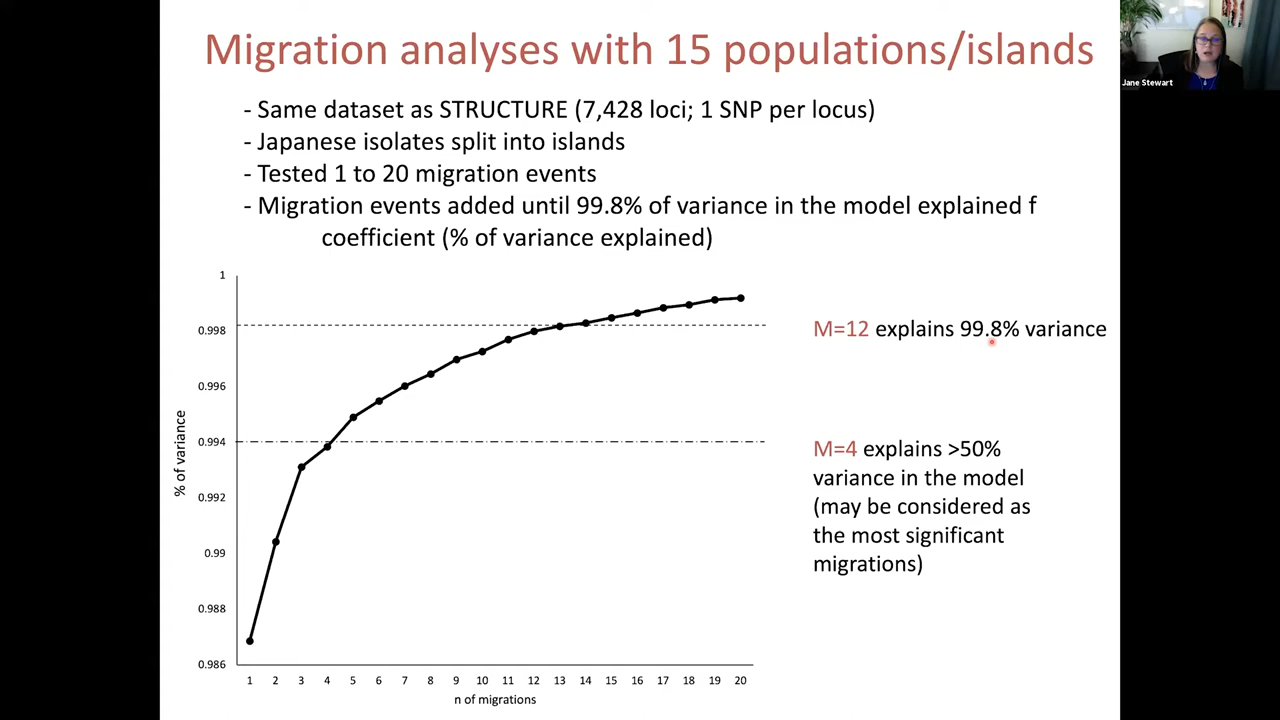 Migration analyses with 15 populations/islands
Jane Stewart
- Same dataset as STRUCTURE (7,428 loci; 1 SNP per locus)
- Japanese isolates split into islands
- Tested 1 to 20 migration events
- Migration events added until 99.8% of variance in the model explained f
coefficient (% of variance explained)
1
0.998
0.996
0.994
0.992
0.99
0.988
0.986
% of variance
1 2 3 4 5 6 7 8 9 10 11 12 13 14 15 16 17 18 19 20
n of migrations
M=12 explains 99.8% variance
M=4 explains >50%
variance in the model
(may be considered as
the most significant
migrations)